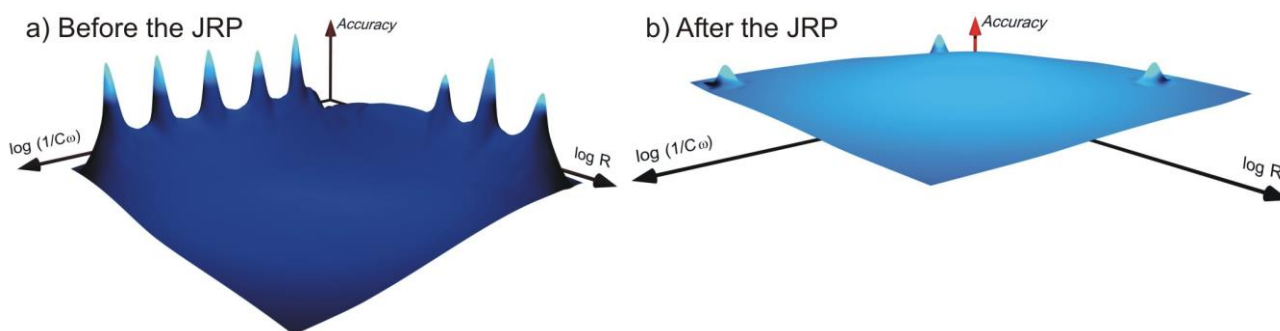 a) Before the JRP
Accuracy
log (1/Cω)
log R
b) After the JRP
Accuracy
log (1/Cω)
log R